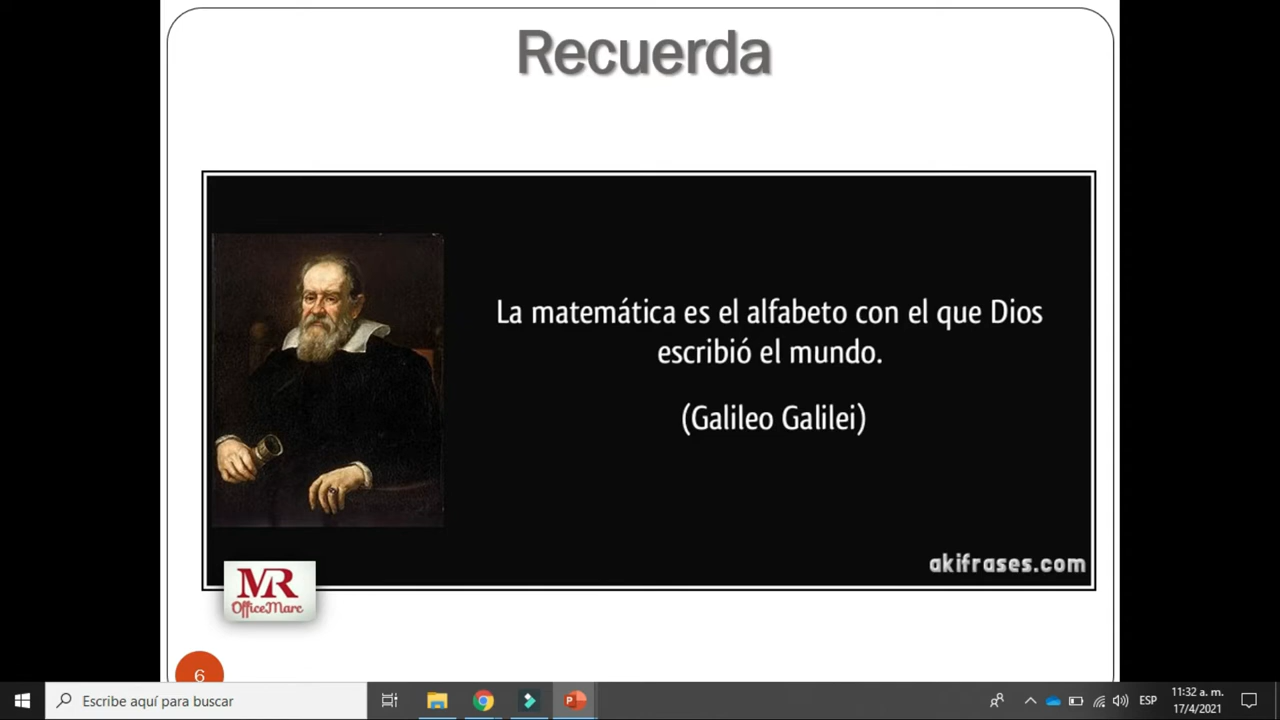 Recuerda
La matemática es el alfabeto con el que Dios
escribió el mundo.
(Galileo Galilei)
akifrases.com
MR
OfficeMarc
6
Escribe aquí para buscar
ESP
11:32 a. m.
17/4/2021